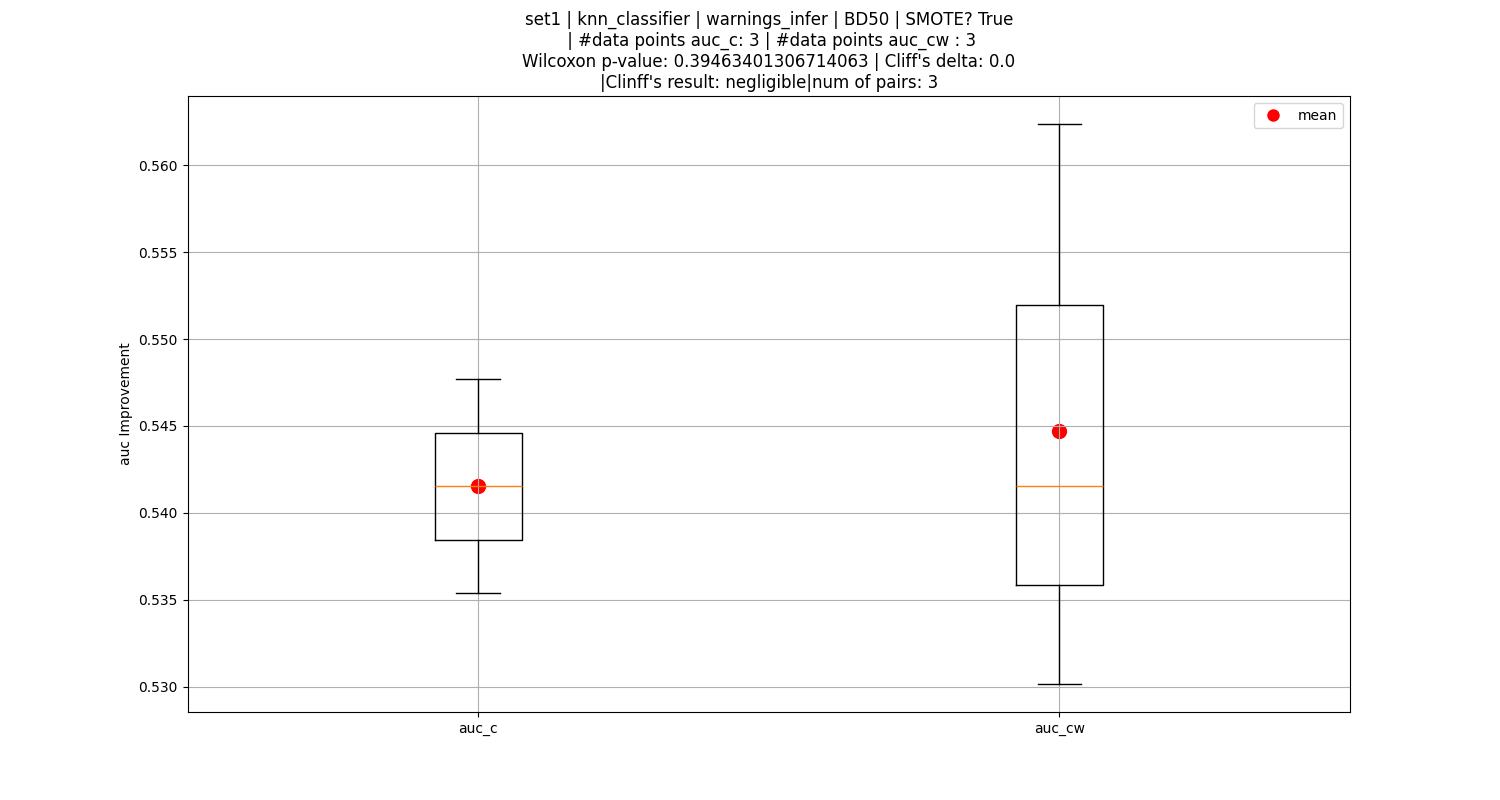 set1 | knn_classifier | warnings_infer | BD50 | SMOTE? True
| #data points auc_c: 3 | #data points auc_cw : 3
Wilcoxon p-value: 0.39463401306714063 | Cliff's delta: 0.0
|Clinff's result: negligible|num of pairs: 3
mean
0.560
0.555
0.550
0.545
0.540
0.535
0.530
auc Improvement
auc_c
auc_cw